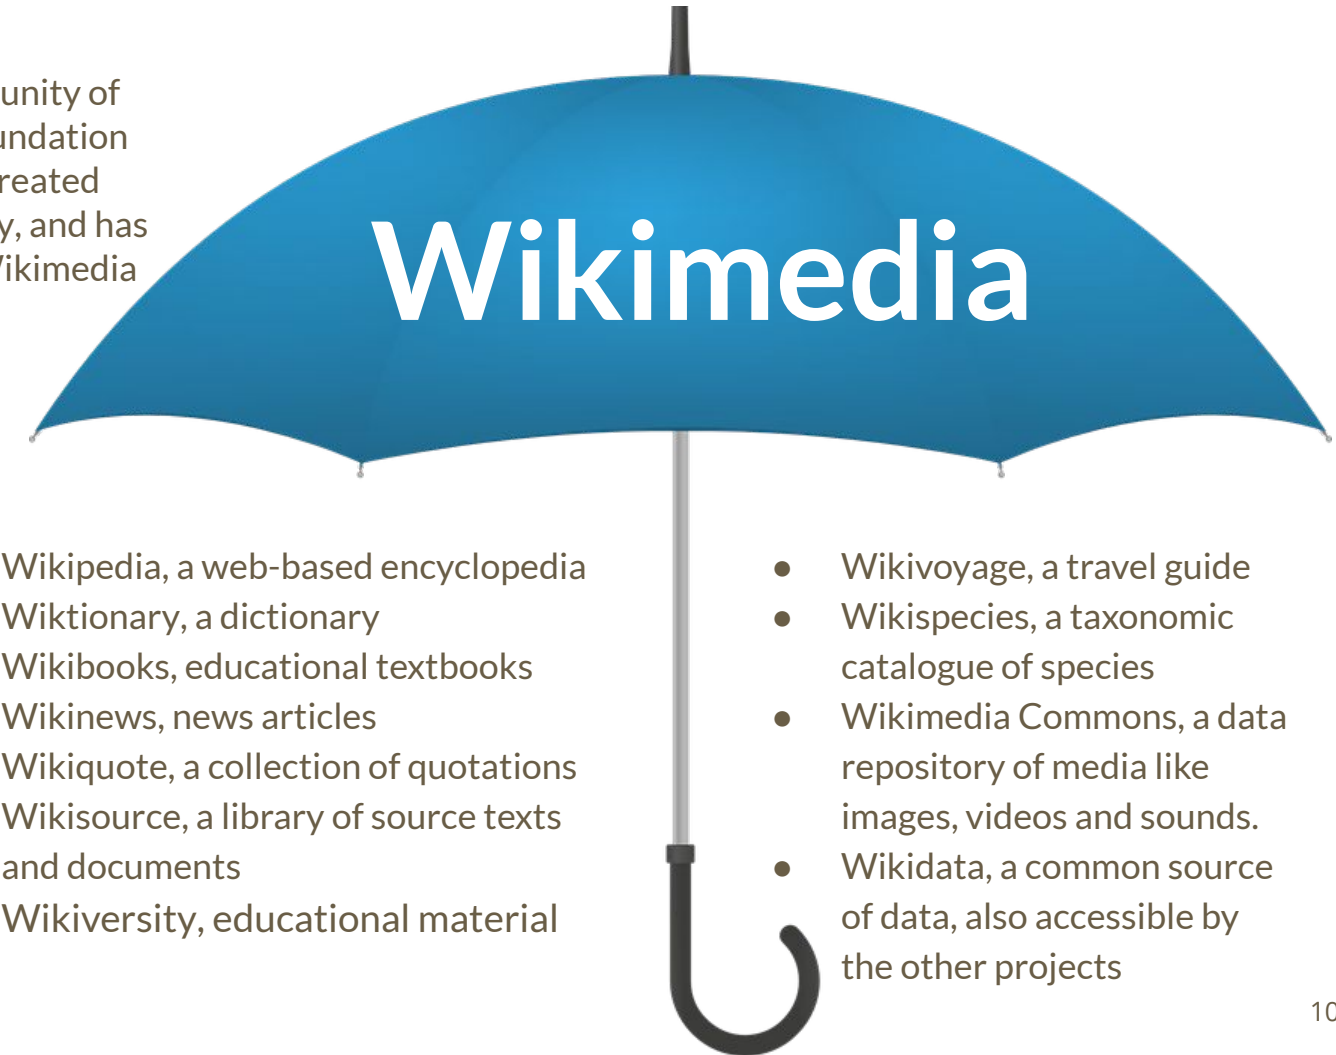 unity of
undation
reated
y, and has
Wikimedia
Wikimedia
Wikipedia, a web-based encyclopedia
Wiktionary, a dictionary
Wikibooks, educational textbooks
Wikinews, news articles
Wikiquote, a collection of quotations
Wikisource, a library of source texts
and documents
Wikiversity, educational material
● Wikivoyage, a travel guide
● Wikispecies, a taxonomic
catalogue of species
● Wikimedia Commons, a data
repository of media like
images, videos and sounds.
● Wikidata, a common source
of data, also accessible by
the other projects
10